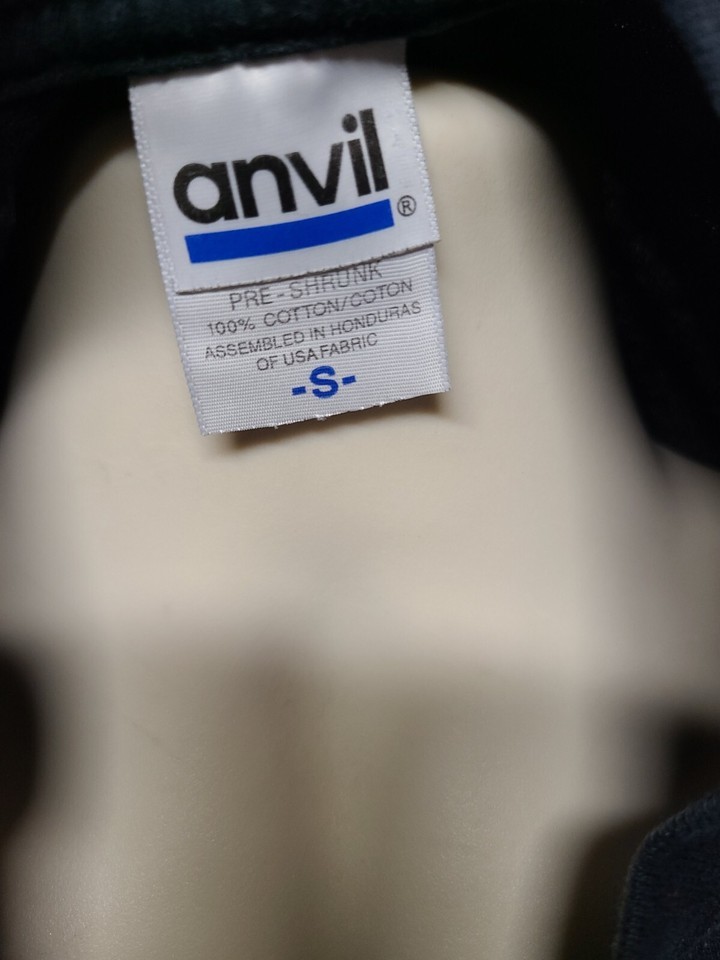 anvil®
PRE-SHRUNK
100% COTTON/COTON
ASSEMBLED IN HONDURAS
OF USA FABRIC
-S-